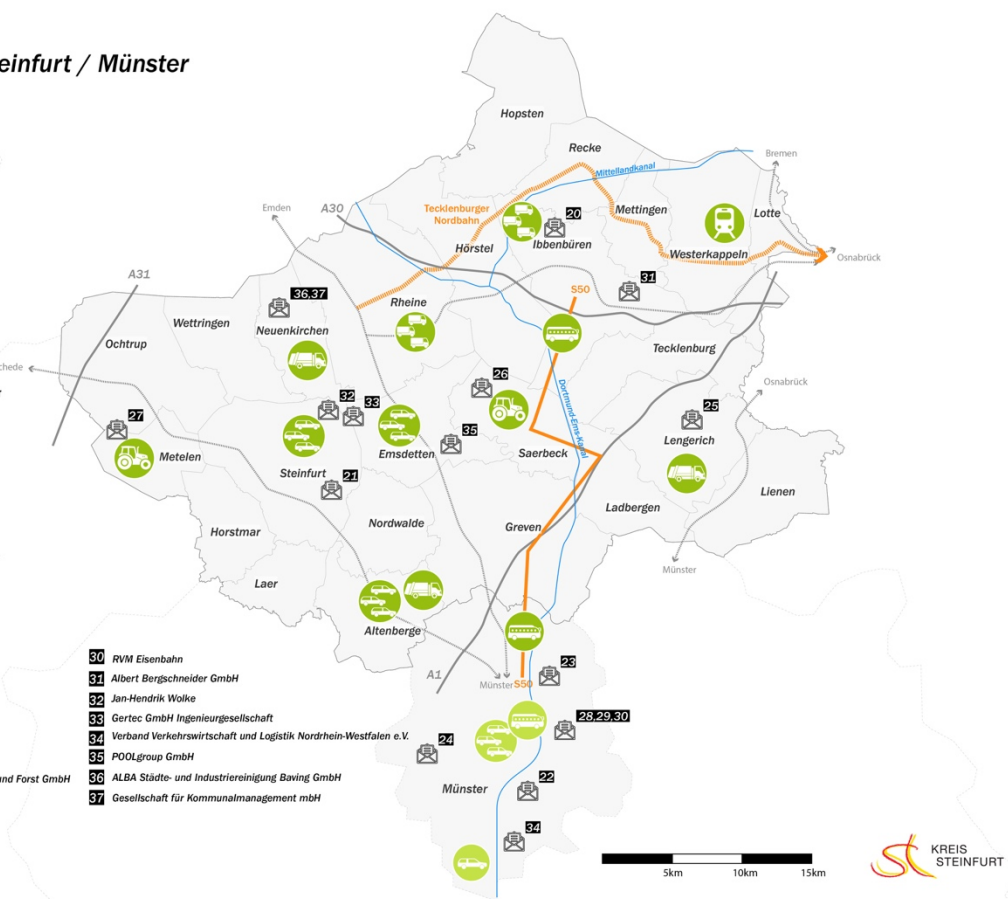 einfurt / Münster
Hopsten
Recke
Mittellandkanal
Bremen
Emden
A30
Tecklenburger
Nordbahn
20
Mettingen
Lotte
Hörstel
Ibbenbüren
Westerkappeln
Osnabrück
A31
31
36,37
S50
Rheine
Wettringen
Neuenkirchen
Ochtrup
Tecklenburg
chede
26
Osnabrück
32
33
Dortmund-Ems-Kanal
25
27
35
Lengerich
Metelen
Emsdetten
Saerbeck
Steinfurt
21
Lienen
Ladbergen
Nordwalde
Greven
Horstmar
Münster
Laer
Altenberge
A1
23
Münster
S50
30 RVM Eisenbahn
31 Albert Bergschneider GmbH
32 Jan-Hendrik Wolke
33 Gertec GmbH Ingenieurgesellschaft
34 Verband Verkehrswirtschaft und Logistik Nordrhein-Westfalen e.V.
35 POOLgroup GmbH
und Forst GmbH
36 ALBA Städte- und Industriereinigung Baving GmbH
37 Gesellschaft für Kommunalmanagement mbH
28,29,30
24
22
Münster
34
KREIS
STEINFURT
5km
10km
15km